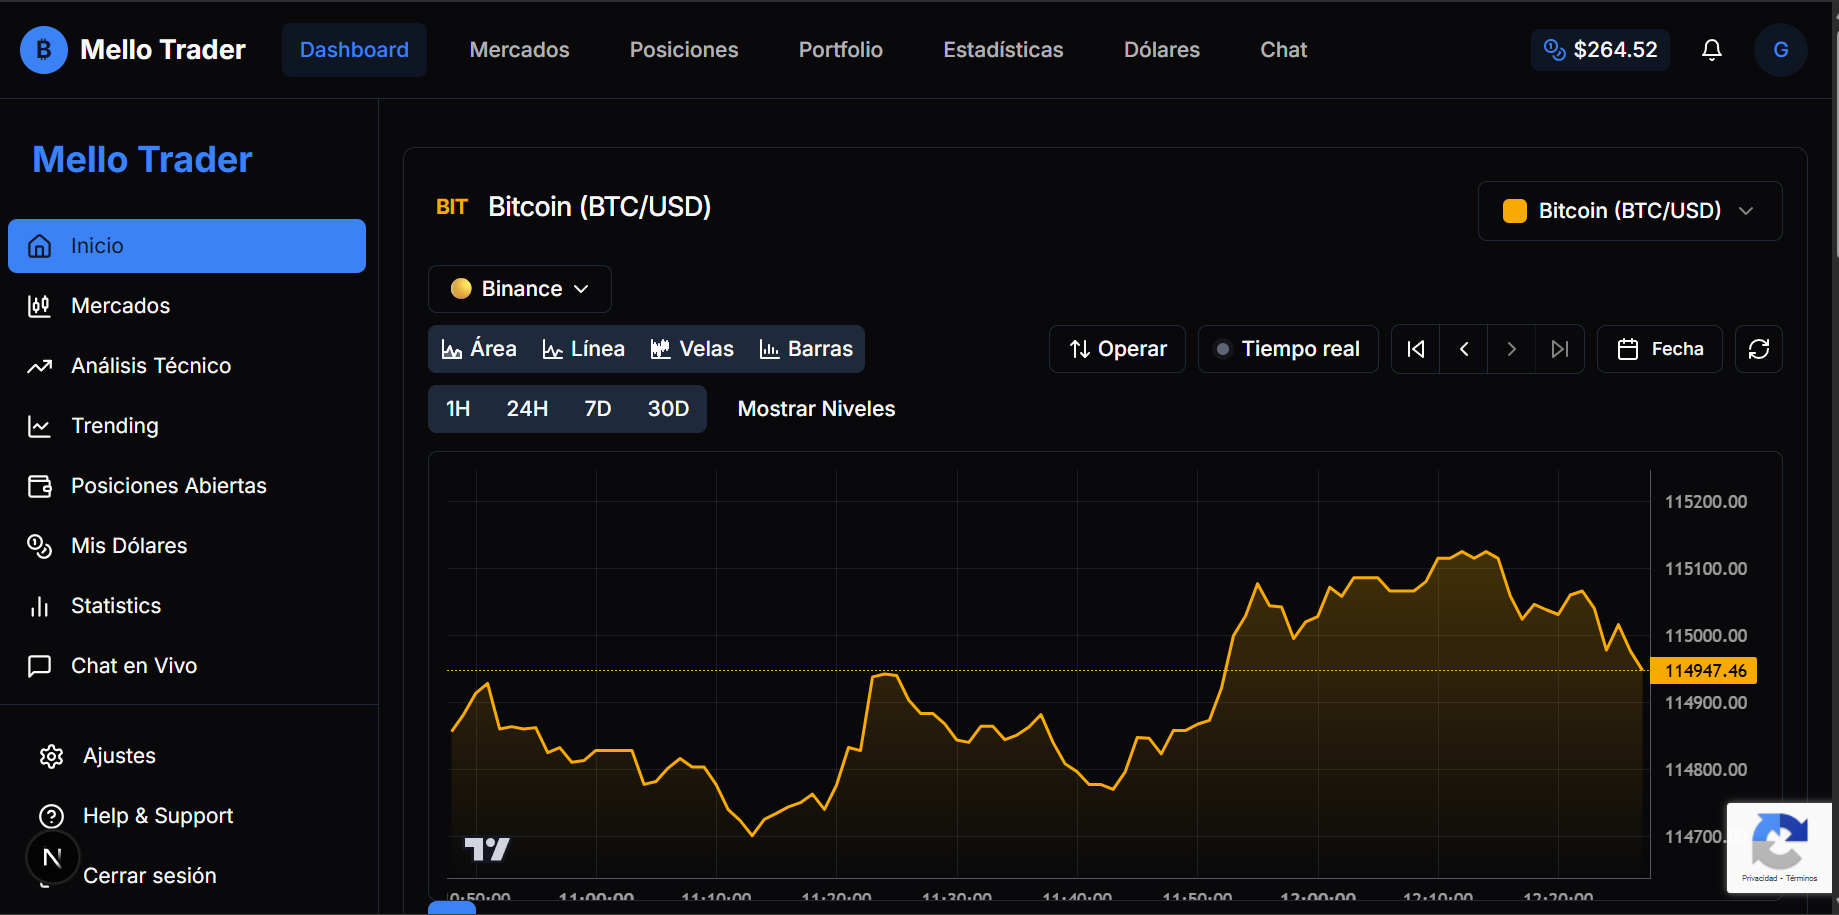 Mello Trader
Dashboard
Mercados
Posiciones
Portfolio
Estadísticas
Dólares
Chat
$264.52
G
Mello Trader
Inicio
Mercados
Análisis Técnico
Trending
Posiciones Abiertas
Mis Dólares
Statistics
Chat en Vivo
Ajustes
Help & Support
N
Cerrar sesión
BIT Bitcoin (BTC/USD)
Bitcoin (BTC/USD)
Binance
Área Línea Velas Barras
Operar
Tiempo real
Fecha
1H 24H 7D 30D
Mostrar Niveles
115200.00
115100.00
115000.00
114947.46
114900.00
114800.00
114700.
0:50:00 11:00:00 11:10:00 11:20:00 11:30:00 11:40:00 11:50:00 12:00:00 12:10:00 12:20:00
Privacidad - Términos